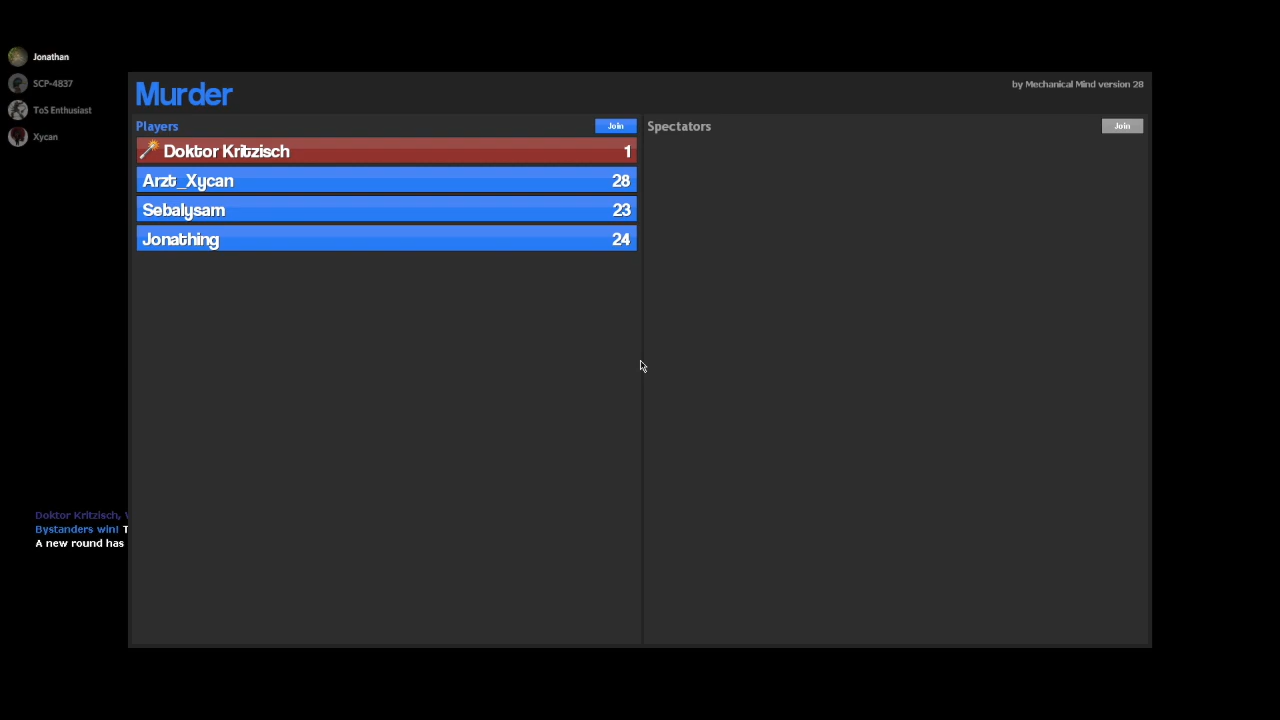 Jonathan
SCP-4837
ToS Enthusiast
Xycan
Murder
by Mechanical Mind version 28
Players
Join
Spectators
Join
Doktor Kritzisch 1
Arzt_Xycan 28
Sebalysam 23
Jonathing 24
Doktor Kritzisch,
Bystanders win! T
A new round has